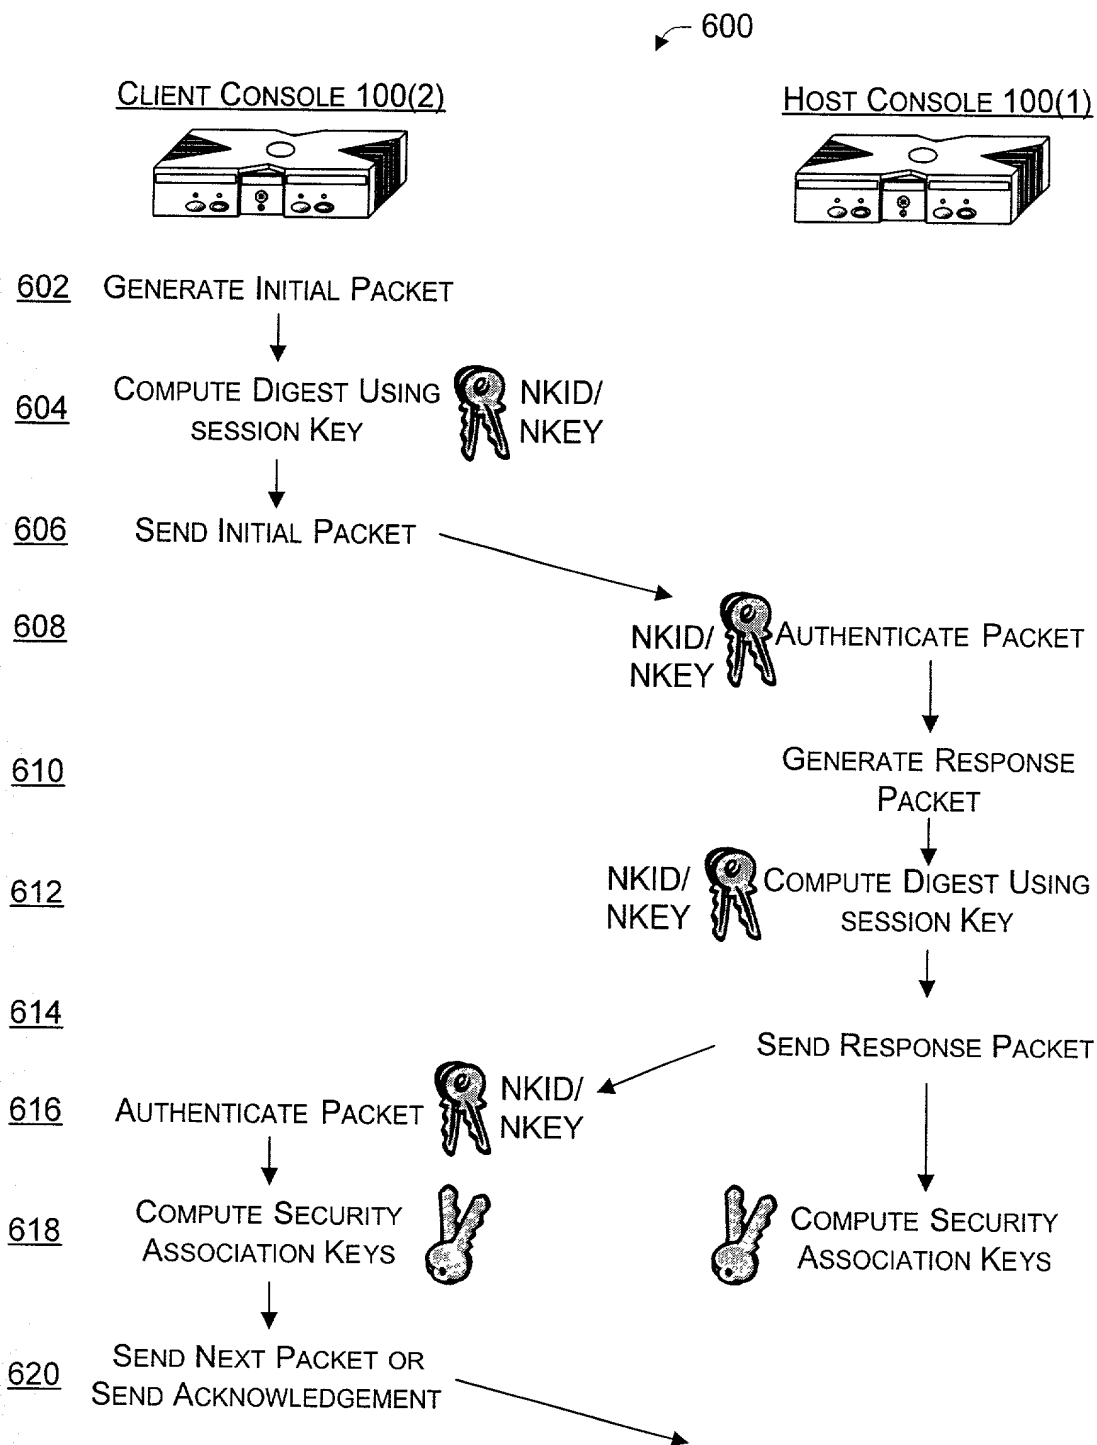 600
CLIENT CONSOLE 100(2)
HOST CONSOLE 100(1)
602 GENERATE INITIAL PACKET
604 COMPUTE DIGEST USING SESSION KEY
NKID/
NKEY
606 SEND INITIAL PACKET
608
NKID/
NKEY
AUTHENTICATE PACKET
610
GENERATE RESPONSE
PACKET
612
NKID/
NKEY
COMPUTE DIGEST USING
SESSION KEY
614
SEND RESPONSE PACKET
616 AUTHENTICATE PACKET
NKID/
NKEY
618
COMPUTE SECURITY
ASSOCIATION KEYS
COMPUTE SECURITY
ASSOCIATION KEYS
620
SEND NEXT PACKET OR
SEND ACKNOWLEDGEMENT